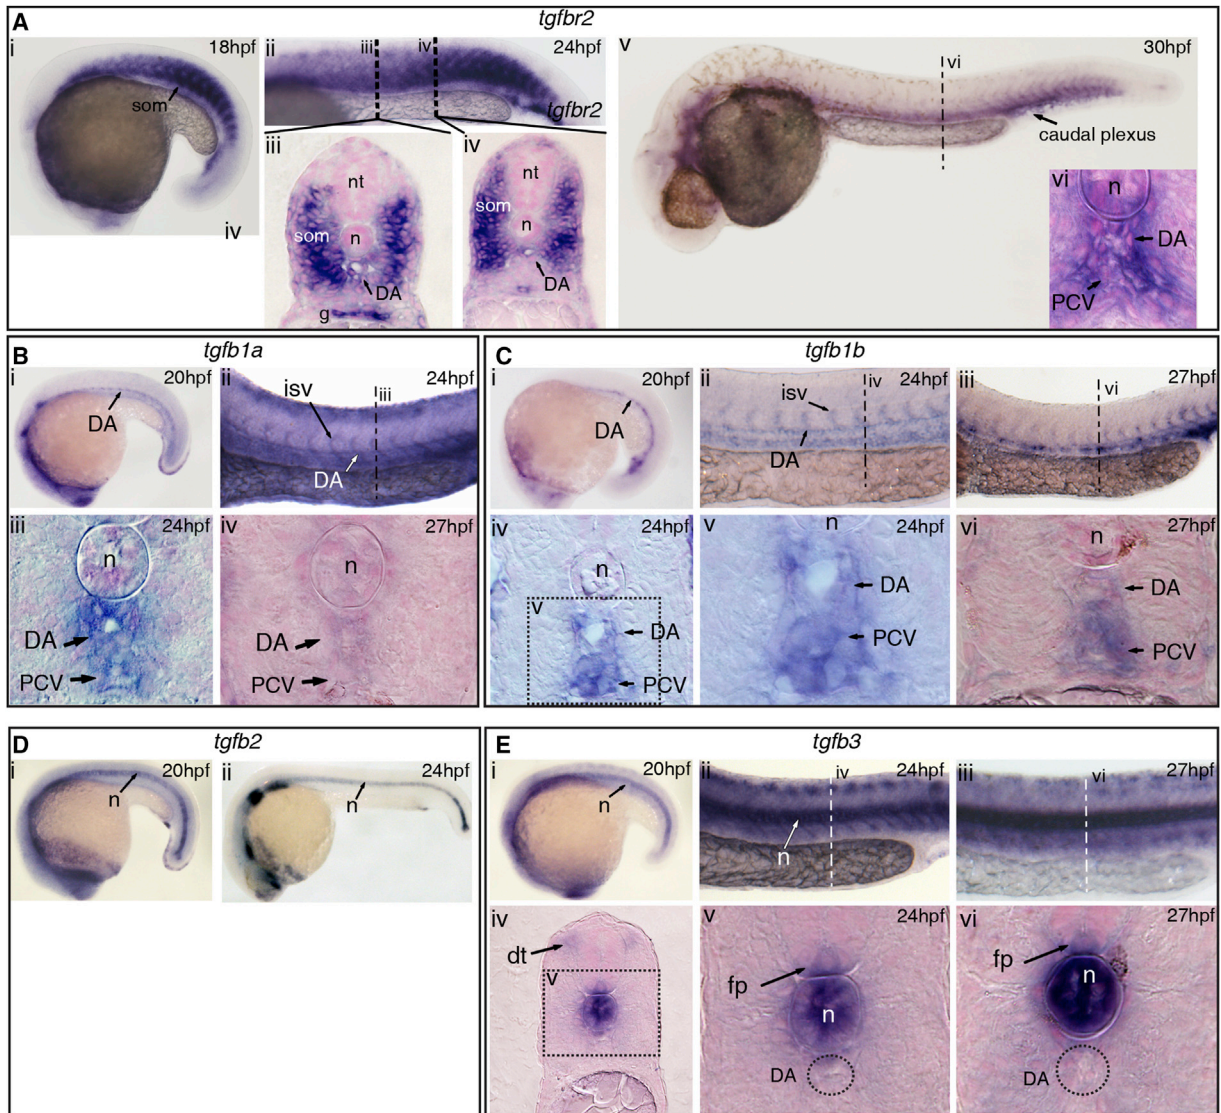 A tgfbr2
i 18hpf
som
iv
ii iii iv 24hpf
tgfbr2
iii
nt
som
n
DA
g
iv
som
n
DA
v 30hpf
vi
caudal plexus
vi
n
DA
PCV
B tgfb1a
i 20hpf
DA
ii 24hpf
isv
iii
DA
iii 24hpf
n
DA
PCV
iv 27hpf
n
DA
PCV
C tgfb1b
i 20hpf
DA
ii iv 24hpf
isv
DA
iii vi 27hpf
iv 24hpf
n
v
DA
PCV
v n 24hpf
DA
PCV
vi 27hpf
n
DA
PCV
D tgfb2
i 20hpf
n
ii 24hpf
n
E tgfb3
i 20hpf
n
ii iv 24hpf
n
iii vi 27hpf
iv
dt
v
v 24hpf
fp
n
DA
vi 27hpf
fp
n
DA